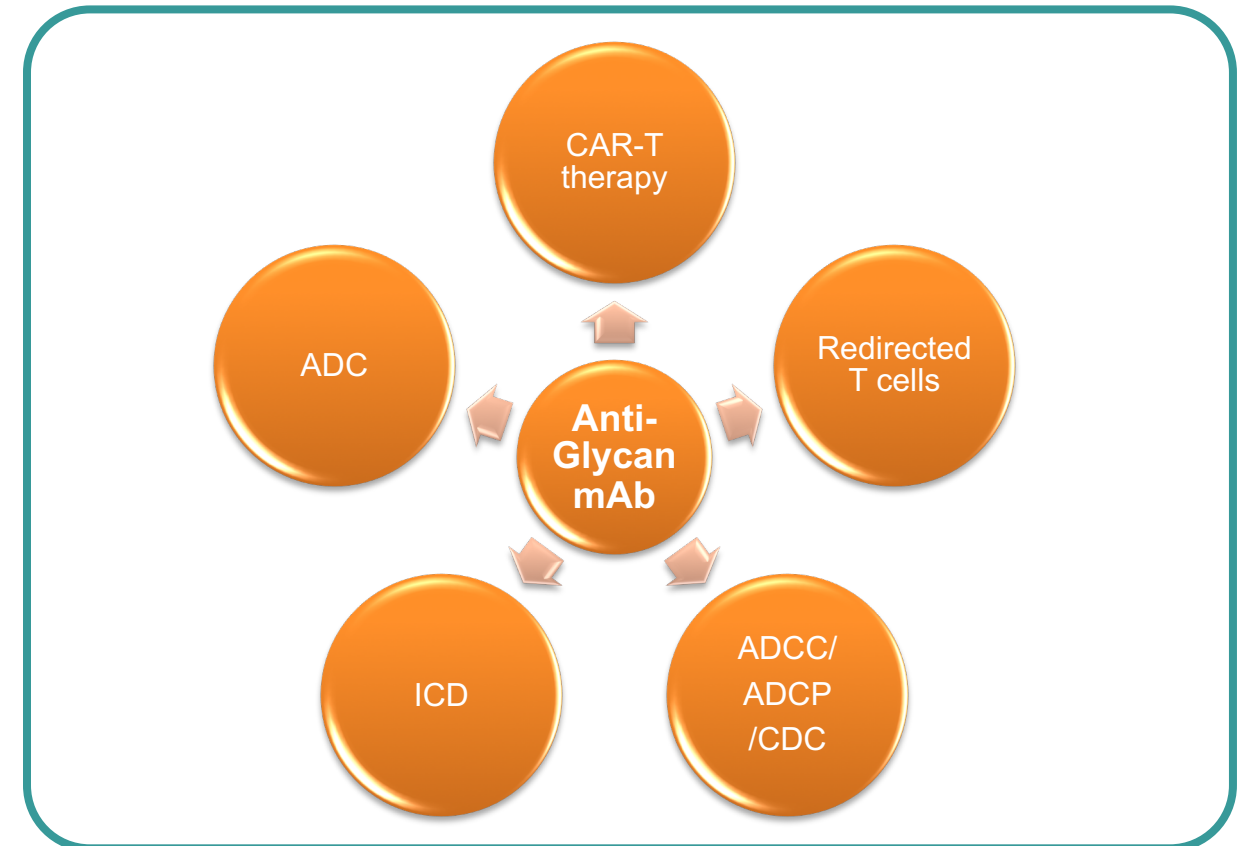 CAR-T
therapy
Redirected
T cells
ADC
Anti-
Glycan
mAb
ICD
ADCC/
ADCP
/CDC